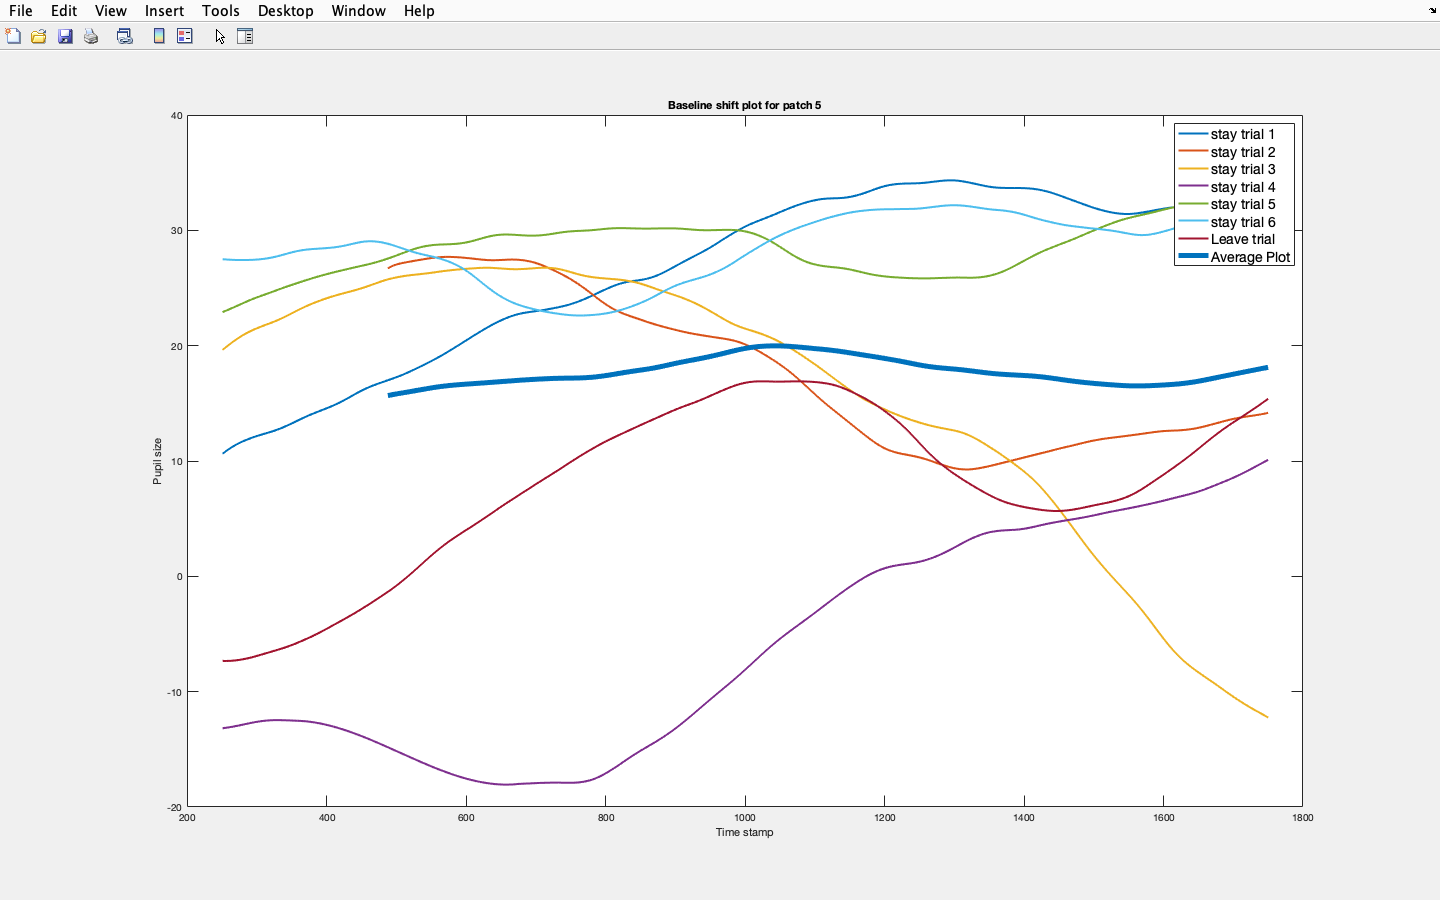 File Edit View Insert Tools Desktop Window Help
Baseline shift plot for patch 5
40
30
20
10
0
-10
-20
Pupil size
stay trial 1
stay trial 2
stay trial 3
stay trial 4
stay trial 5
stay trial 6
Leave trial
Average Plot
200 400 600 800 1000 1200 1400 1600 1800
Time stamp